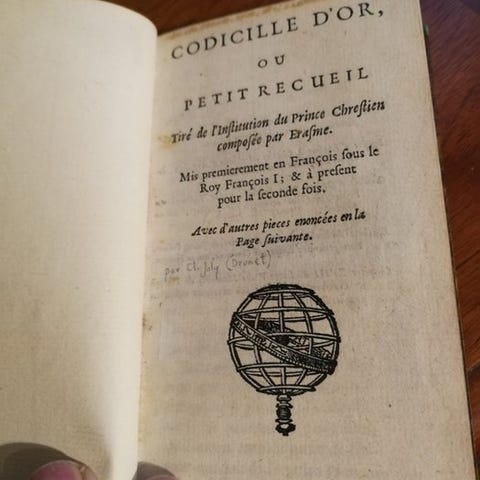 CODICILLE D'OR,
OU
PETIT RECUEIL
Tiré de l'Inſtitution du Prince Chreſtien
compoſée par Eraſme.
Mis premierement en François ſous le
Roy François I ; & à preſent
pour la ſeconde fois.
Avec d'autres pieces enoncées en la
Page ſuivante.
par Cl. Joly (Brunet)